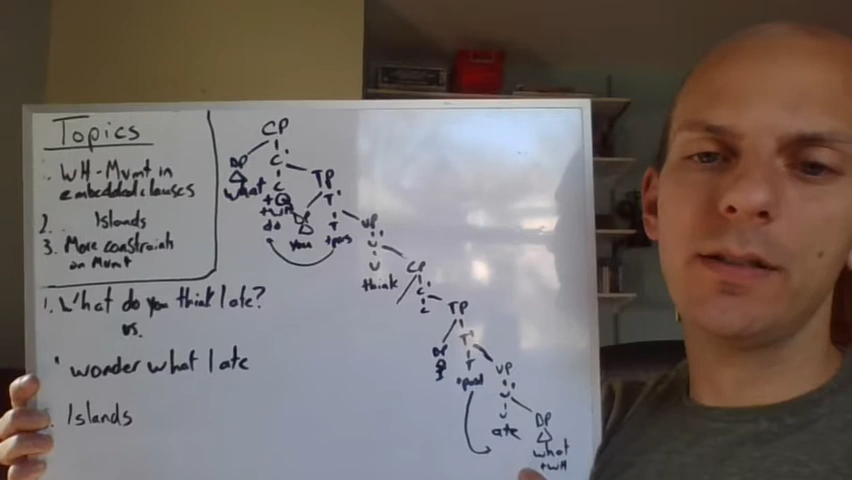 Topics
1. WH-Mvmt in
embedded clauses
2. Islands
3. More constraints
on Mvmt
1. What do you think I ate?
vs.
I wonder what I ate
Islands
CP
DP C'
what C TP
+Q
+WH DP T'
do you T VP
+pres V'
V CP
think C'
C TP
DP T'
I T VP
+past V'
V DP
ate what
+WH